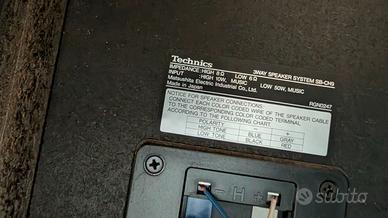 Technics
3WAY SPEAKER SYSTEM SB-CH9
IMPEDANCE : HIGH 8Ω LOW 6Ω
INPUT : HIGH 10W, MUSIC LOW 50W, MUSIC
Matsushita Electric Industrial Co., Ltd.
Made in Japan RGN0247
NOTICE FOR SPEAKER CONNECTIONS:
CONNECT EACH COLOR CODED WIRE OF THE SPEAKER CABLE
TO THE CORRESPONDING COLOR CODED TERMINAL
ACCORDING TO THE FOLLOWING CHART.
POLARITY - +
HIGH TONE BLUE GRAY
LOW TONE BLACK RED
- H +
subito